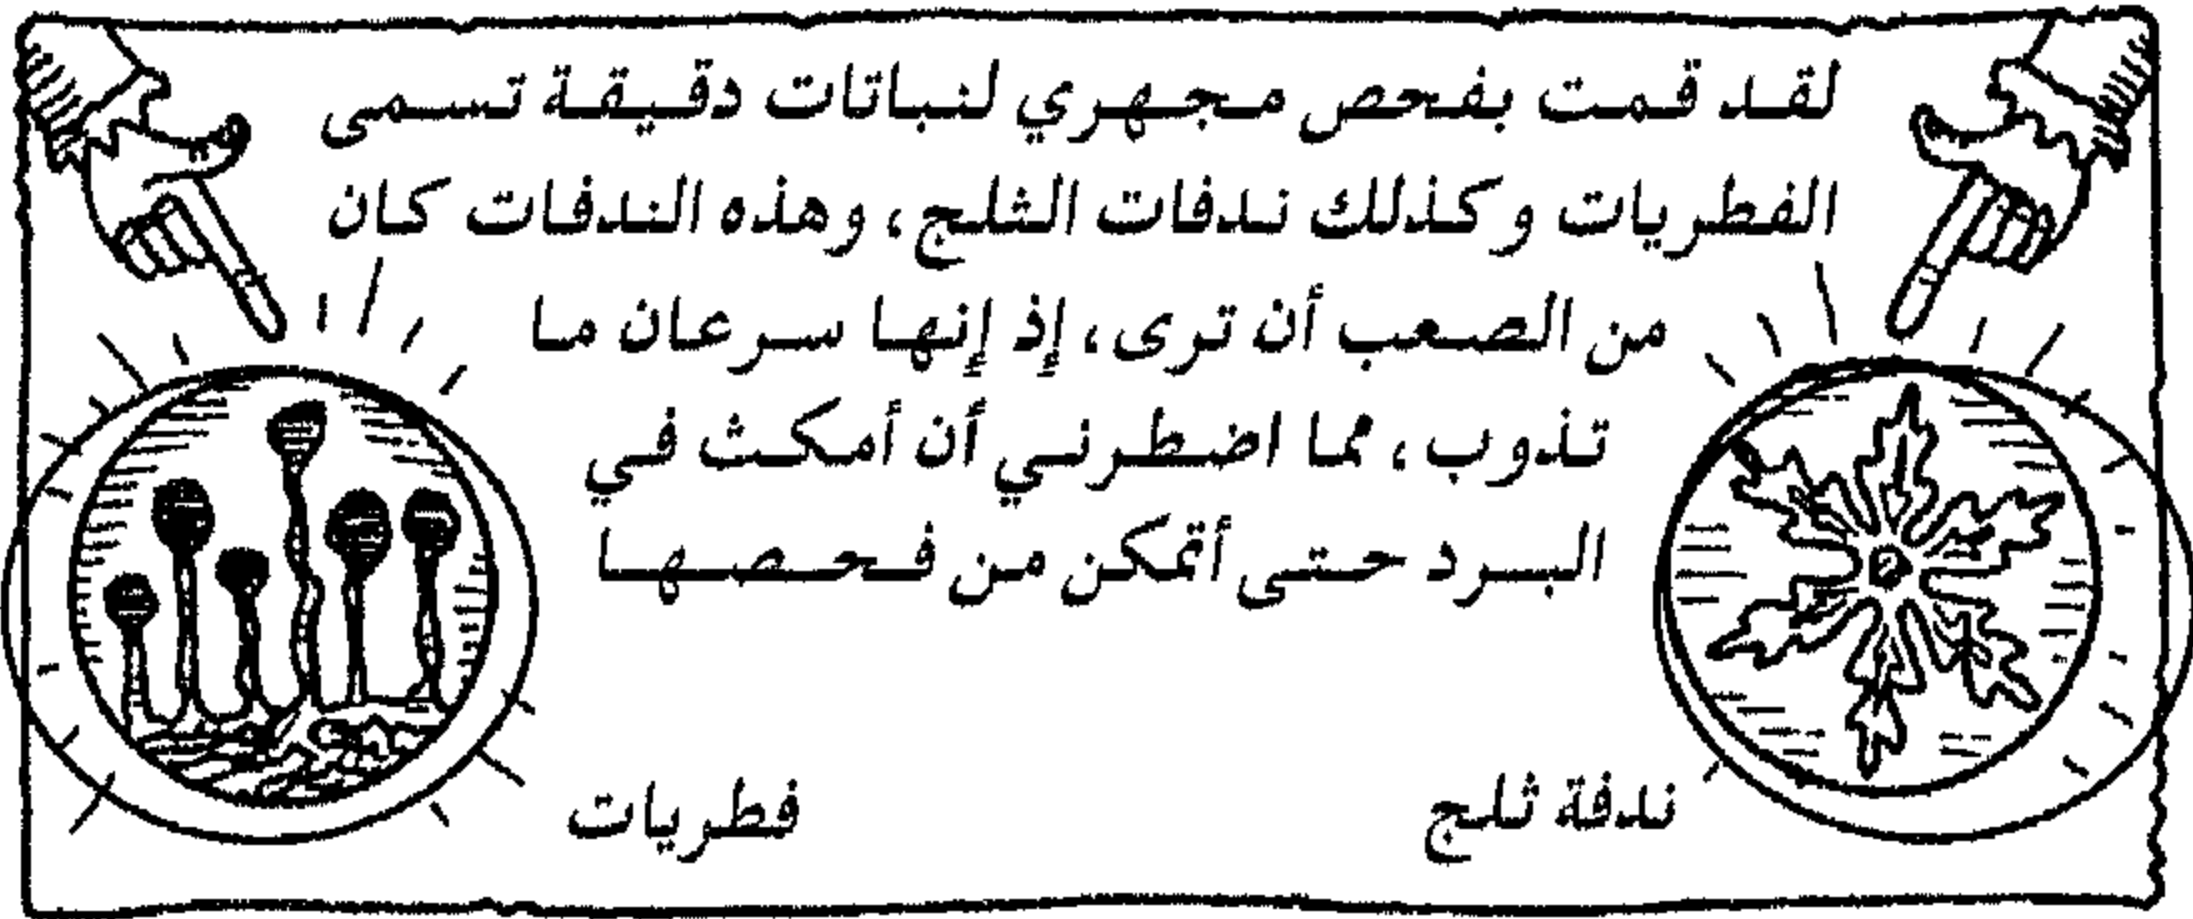 لقد قمت بفحص مجهري لنباتات دقيقة تسمى
الفطريات وكذلك ندفات الثلج، وهذه الندفات كان
من الصعب أن ترى، إذ إنها سرعان ما
تذوب، مما اضطرني أن أمكث في
البرد حتى أتمكن من فحصها
ندفة ثلج
فطريات